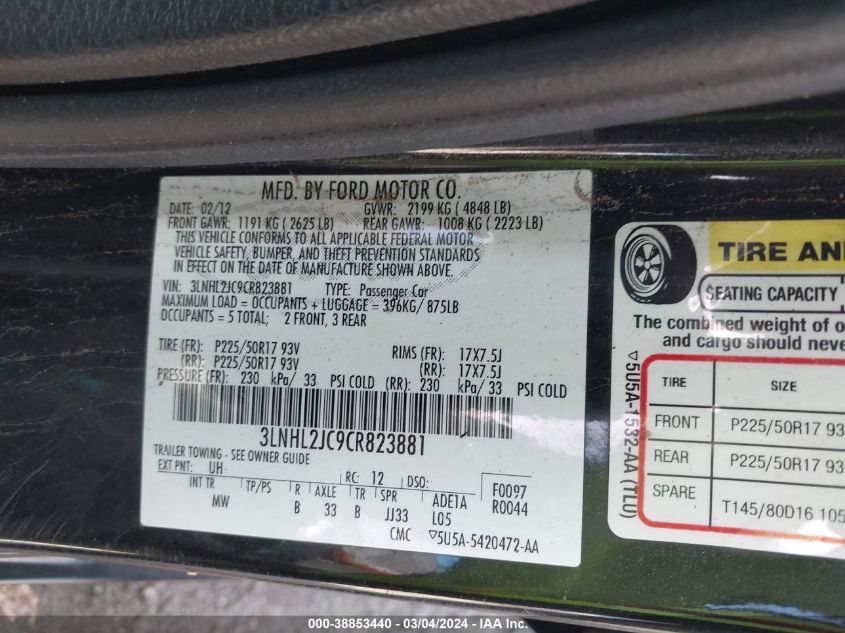 MFD. BY FORD MOTOR CO.
DATE: 02/12 GVWR: 2199 KG ( 4848 LB)
FRONT GAWR: 1191 KG ( 2625 LB) REAR GAWR: 1008 KG ( 2223 LB)
THIS VEHICLE CONFORMS TO ALL APPLICABLE FEDERAL MOTOR
VEHICLE SAFETY, BUMPER, AND THEFT PREVENTION STANDARDS
IN EFFECT ON THE DATE OF MANUFACTURE SHOWN ABOVE.
VIN: 3LNHL2JC9CR823881 TYPE: Passenger Car
MAXIMUM LOAD = OCCUPANTS + LUGGAGE = 396KG/ 875LB
OCCUPANTS = 5 TOTAL; 2 FRONT, 3 REAR
TIRE (FR): P225/50R17 93V RIMS (FR): 17X7.5J
(RR): P225/50R17 93V (RR): 17X7.5J
PRESSURE (FR): 230 kPa/ 33 PSI COLD (RR): 230 kPa/ 33 PSI COLD
3LNHL2JC9CR823881
TRAILER TOWING - SEE OWNER GUIDE
EXT PNT: UH RC: 12 DSO: F0097
INT TR TP/PS R AXLE TR SPR ADE1A R0044
MW B 33 B JJ33 L05
CMC ▽5U5A-5420472-AA
TIRE AN
SEATING CAPACITY
The combined weight of o
and cargo should neve
TIRE SIZE
FRONT P225/50R17 93
REAR P225/50R17 93
SPARE T145/80D16 105
▽5U5A-1532-AA (TLU)
000-38853440 - 03/04/2024 - IAA Inc.